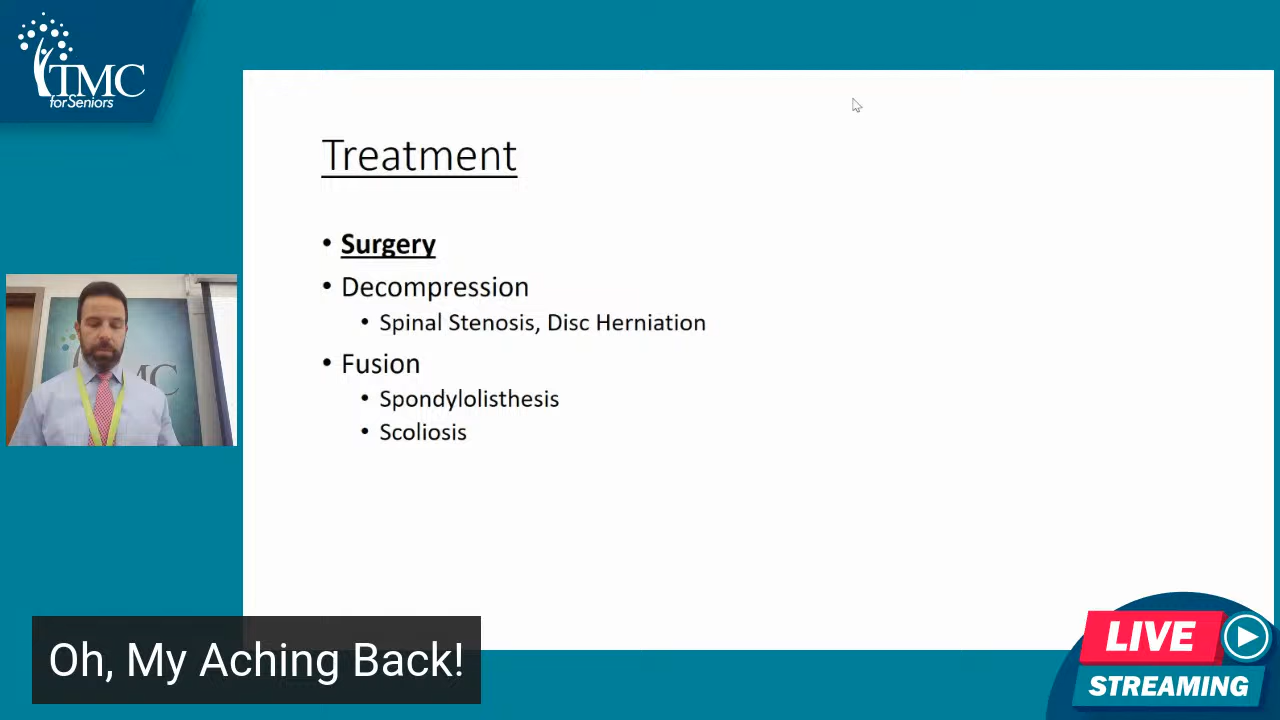 TMC
for Seniors
Treatment
• Surgery
• Decompression
• Spinal Stenosis, Disc Herniation
• Fusion
• Spondylolisthesis
• Scoliosis
MC
Oh, My Aching Back!
LIVE
STREAMING